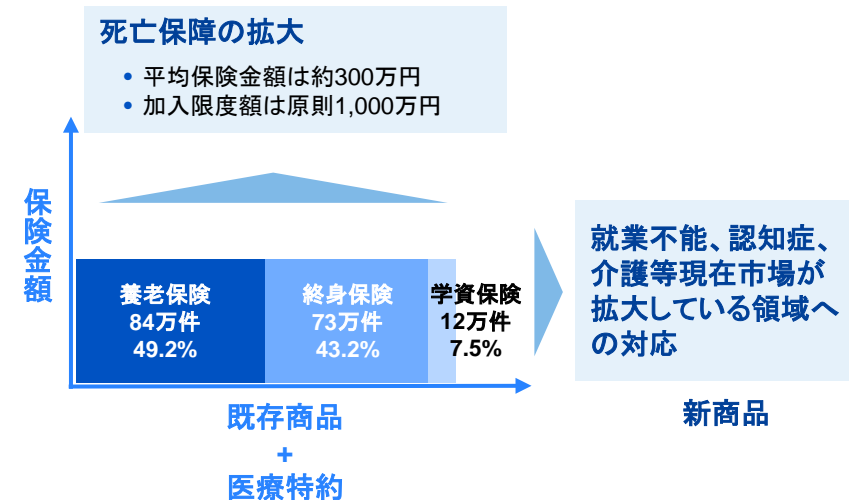 死亡保障の拡大
• 平均保険金額は約300万円
• 加入限度額は原則1,000万円
保険金額
養老保険
84万件
49.2%
終身保険
73万件
43.2%
学資保険
12万件
7.5%
就業不能、認知症、
介護等現在市場が
拡大している領域へ
の対応
既存商品
+
医療特約
新商品